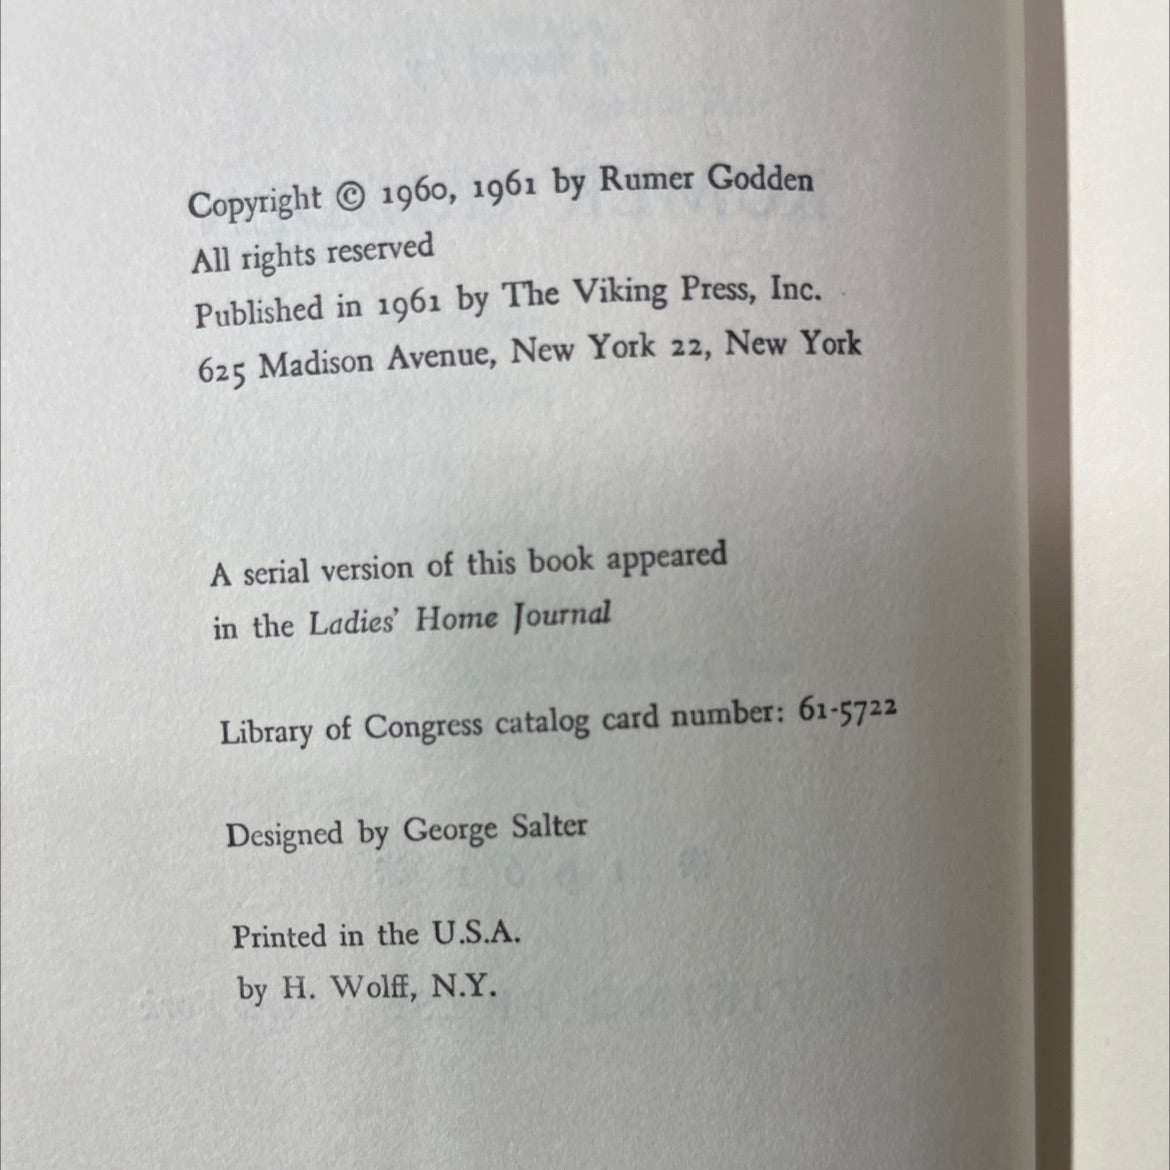 Copyright © 1960, 1961 by Rumer Godden
All rights reserved
Published in 1961 by The Viking Press, Inc.
625 Madison Avenue, New York 22, New York
A serial version of this book appeared
in the Ladies' Home Journal
Library of Congress catalog card number: 61-5722
Designed by George Salter
Printed in the U.S.A.
by H. Wolff, N.Y.